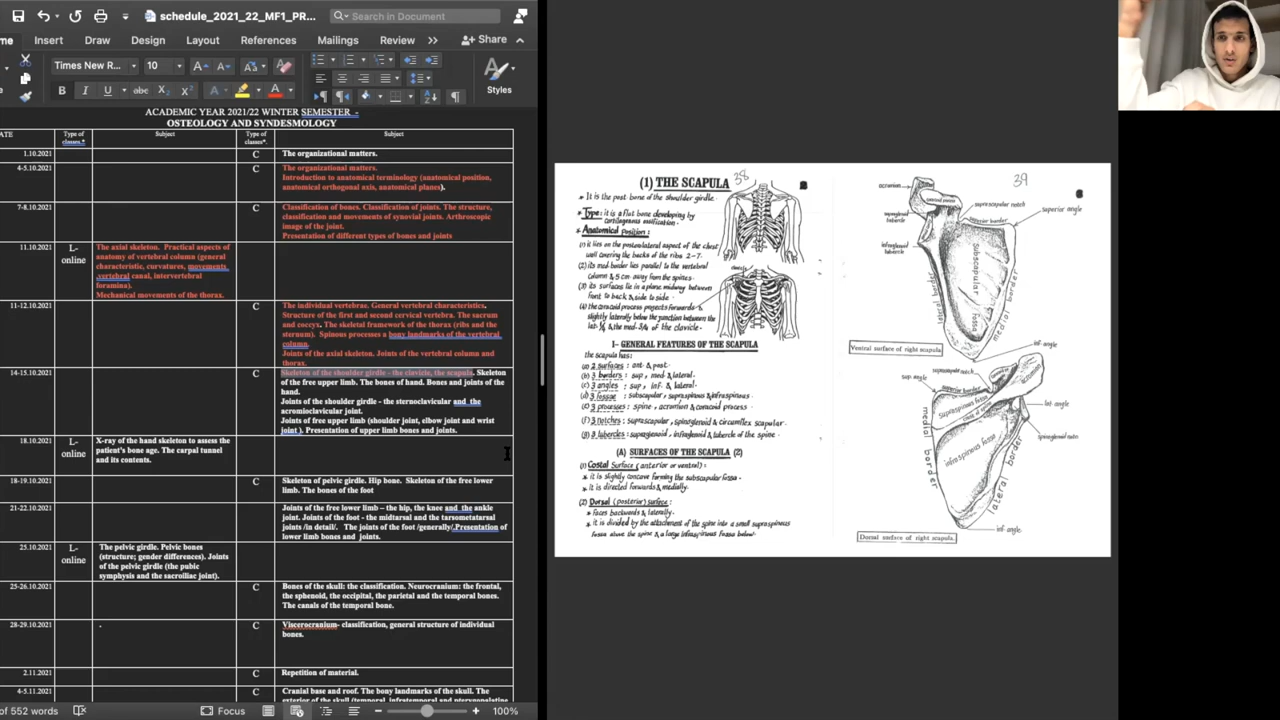 schedule_2021_22_MF1_PR...
Search in Document
me Insert Draw Design Layout References Mailings Review Share
Times New R... 10
B I U abc X₂ X² A A
Styles
ACADEMIC YEAR 2021/22 WINTER SEMESTER -
OSTEOLOGY AND SYNDESMOLOGY
ATE
Type of
classes.*
Subject
Type of
classes*.
Subject
1.10.2021
C
The organizational matters.
4-5.10.2021
C
The organizational matters.
Introduction to anatomical terminology (anatomical position,
anatomical orthogonal axis, anatomical planes).
7-8.10.2021
C
Classification of bones. Classification of joints. The structure,
classification and movements of synovial joints. Arthroscopic
image of the joint.
Presentation of different types of bones and joints
11.10.2021
L-
online
The axial skeleton. Practical aspects of
anatomy of vertebral column (general
characteristic, curvatures, movements,
vertebral canal, intervertebral
foramina).
Mechanical movements of the thorax.
11-12.10.2021
C
The individual vertebrae. General vertebral characteristics.
Structure of the first and second cervical vertebra. The sacrum
and coccyx. The skeletal framework of the thorax (ribs and the
sternum). Spinous processes a bony landmarks of the vertebral
column.
Joints of the axial skeleton. Joints of the vertebral column and
thorax.
14-15.10.2021
C
Skeleton of the shoulder girdle - the clavicle, the scapula. Skeleton
of the free upper limb. The bones of hand. Bones and joints of the
hand.
Joints of the shoulder girdle - the sternoclavicular and the
acromioclavicular joint.
Joints of free upper limb (shoulder joint, elbow joint and wrist
joint ). Presentation of upper limb bones and joints.
18.10.2021
L-
online
X-ray of the hand skeleton to assess the
patient's bone age. The carpal tunnel
and its contents.
18-19.10.2021
C
Skeleton of pelvic girdle. Hip bone. Skeleton of the free lower
limb. The bones of the foot
21-22.10.2021
C
Joints of the free lower limb – the hip, the knee and the ankle
joint. Joints of the foot - the midtarsal and the tarsometatarsal
joints /in detail/. The joints of the foot /generally/.Presentation of
lower limb bones and joints.
25.10.2021
L-
online
The pelvic girdle. Pelvic bones
(structure; gender differences). Joints
of the pelvic girdle (the pubic
symphysis and the sacroiliac joint).
25-26.10.2021
C
Bones of the skull: the classification. Neurocranium: the frontal,
the sphenoid, the occipital, the parietal and the temporal bones.
The canals of the temporal bone.
28-29.10.2021
C
Viscerocranium- classification, general structure of individual
bones.
2.11.2021
C
Repetition of material.
4-5.11.2021
C
Cranial base and roof. The bony landmarks of the skull. The
exterior of the skull (temporal, infratemporal and pterygopalatine
of 552 words
Focus
100%
(1) THE SCAPULA
38
* It is the post. bone of the shoulder girdle.
* Type: it is a flat bone developing by
cartilagenous ossification.
* Anatomical Position:
(1) it lies on the posterolateral aspect of the chest
wall covering the backs of the ribs 2-7.
(2) its med. border lies parallel to the vertebral
column & 5 cm away from the spines.
(3) its surfaces lie in a plane midway between
front to back & side to side.
(4) the coracoid process projects forwards &
slightly laterally below the junction between the
lat. 1/4 & the med. 3/4 of the clavicle.
I- GENERAL FEATURES OF THE SCAPULA
the scapula has:
(a) 2 surfaces: ant. & post.
(b) 3 borders: sup., med. & lateral.
(c) 3 angles: sup., inf. & lateral.
(d) 3 fossae: subscapular, supraspinous & infraspinous.
(e) 3 processes: spine, acromion & coracoid process.
(f) 3 notches: suprascapular, spinoglenoid & circumflex scapular.
(g) 3 tubercles: supraglenoid, infraglenoid & tubercle of the spine.
(A) SURFACES OF THE SCAPULA (2)
(1) Costal Surface (anterior or ventral):
* it is slightly concave forming the subscapular fossa.
* it is directed forwards & medially.
(2) Dorsal (posterior) surface:
* Faces backwards & laterally.
* it is divided by the attachment of the spine into a small supraspinous
fossa above the spine & a large infraspinous fossa below.
39
acromion
suprascapular notch
superior border
superior angle
supraglenoid
tubercle
infraglenoid
tubercle
Subscapular
fossa
lateral border
medial border
inf. angle
Ventral surface of right scapula
suprascapular notch
sup. angle
superior border
supraspinous fossa
lat. angle
spinoglenoid notch
infraspinous fossa
medial border
lateral border
inf. angle
Dorsal surface of right scapula